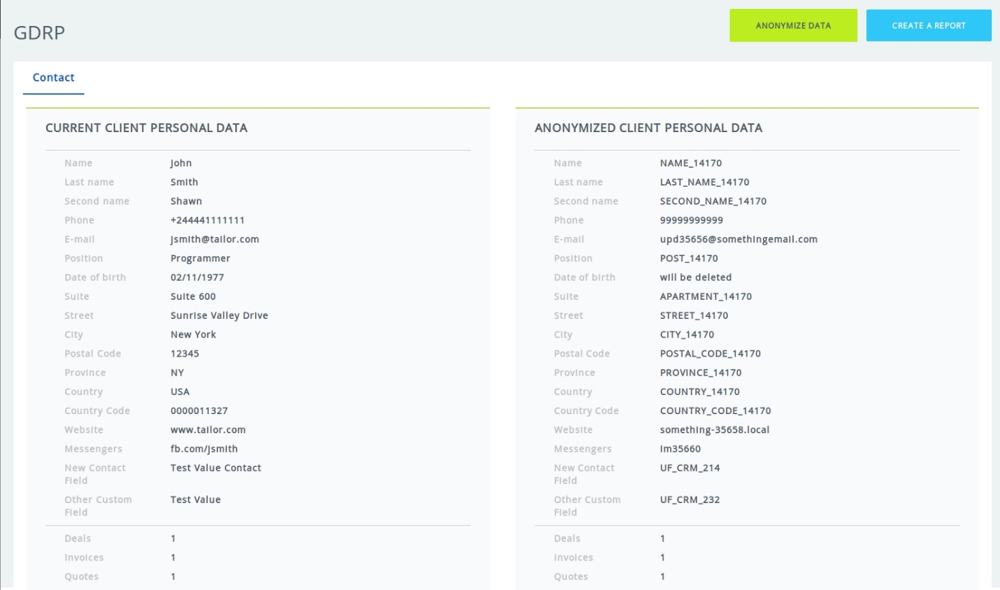 GDRP
ANONYMIZE DATA
CREATE A REPORT
Contact
CURRENT CLIENT PERSONAL DATA
Name John
Last name Smith
Second name Shawn
Phone +244441111111
E-mail jsmith@tailor.com
Position Programmer
Date of birth 02/11/1977
Suite Suite 600
Street Sunrise Valley Drive
City New York
Postal Code 12345
Province NY
Country USA
Country Code 0000011327
Website www.tailor.com
Messengers fb.com/jsmith
New Contact Test Value Contact
Field
Other Custom Test Value
Field
Deals 1
Invoices 1
Quotes 1
ANONYMIZED CLIENT PERSONAL DATA
Name NAME_14170
Last name LAST_NAME_14170
Second name SECOND_NAME_14170
Phone 99999999999
E-mail upd35656@somethingemail.com
Position POST_14170
Date of birth will be deleted
Suite APARTMENT_14170
Street STREET_14170
City CITY_14170
Postal Code POSTAL_CODE_14170
Province PROVINCE_14170
Country COUNTRY_14170
Country Code COUNTRY_CODE_14170
Website something-35658.local
Messengers im35660
New Contact UF_CRM_214
Field
Other Custom UF_CRM_232
Field
Deals 1
Invoices 1
Quotes 1